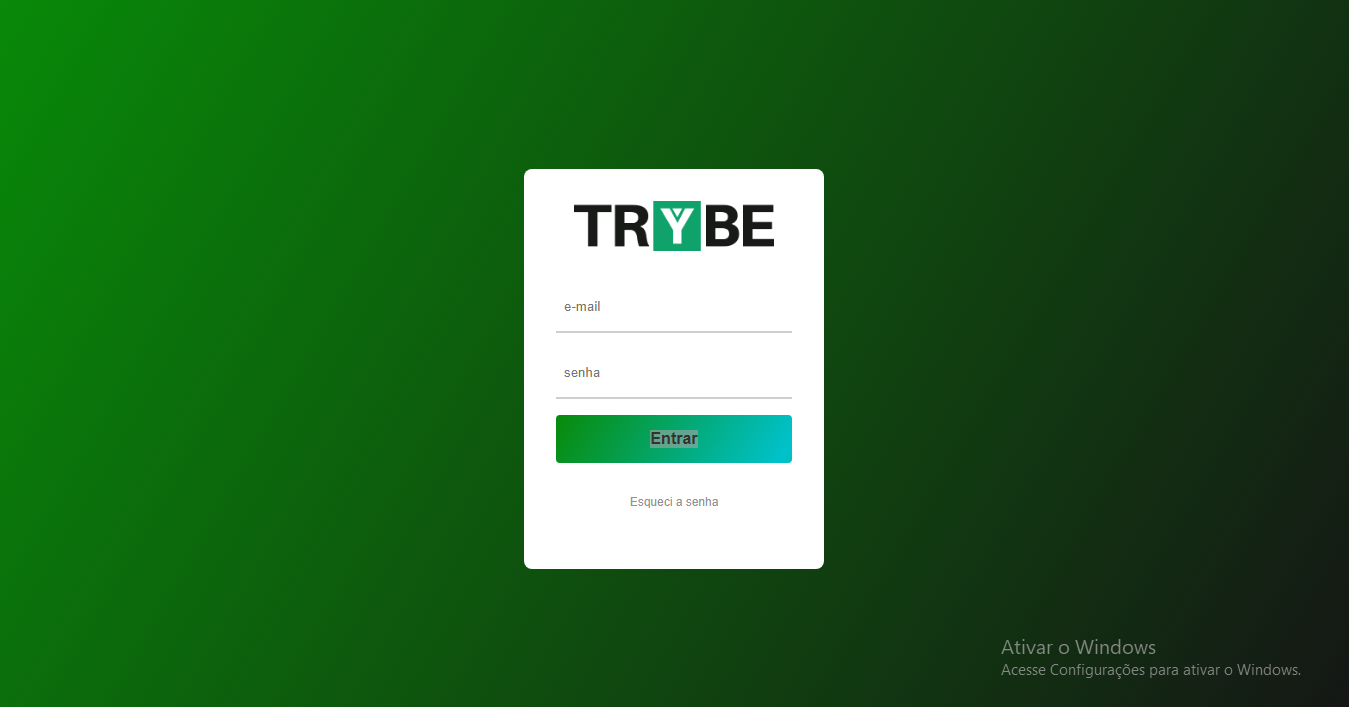 TRYBE
e-mail
senha
Entrar
Esqueci a senha
Ativar o Windows
Acesse Configurações para ativar o Windows.